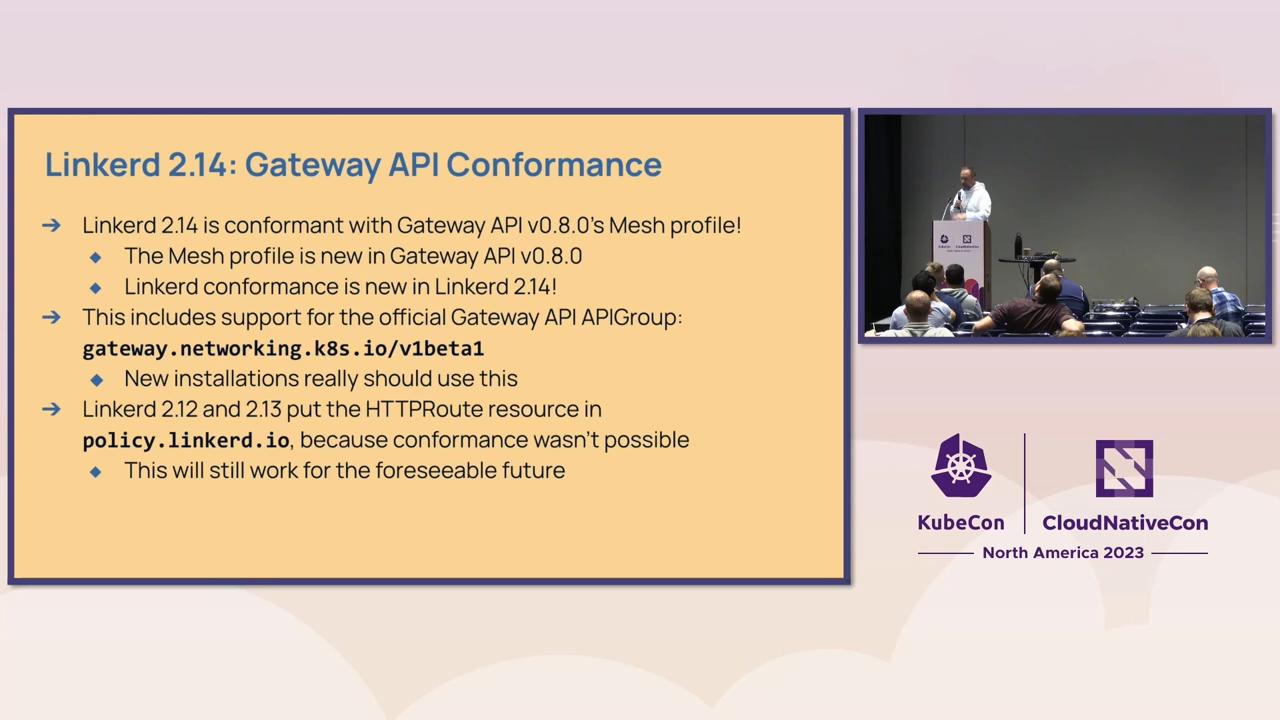 Linkerd 2.14: Gateway API Conformance
➔ Linkerd 2.14 is conformant with Gateway API v0.8.0's Mesh profile!
◆ The Mesh profile is new in Gateway API v0.8.0
◆ Linkerd conformance is new in Linkerd 2.14!
➔ This includes support for the official Gateway API APIGroup:
gateway.networking.k8s.io/v1beta1
◆ New installations really should use this
➔ Linkerd 2.12 and 2.13 put the HTTPRoute resource in
policy.linkerd.io, because conformance wasn't possible
◆ This will still work for the foreseeable future
KubeCon
CloudNativeCon
North America 2023